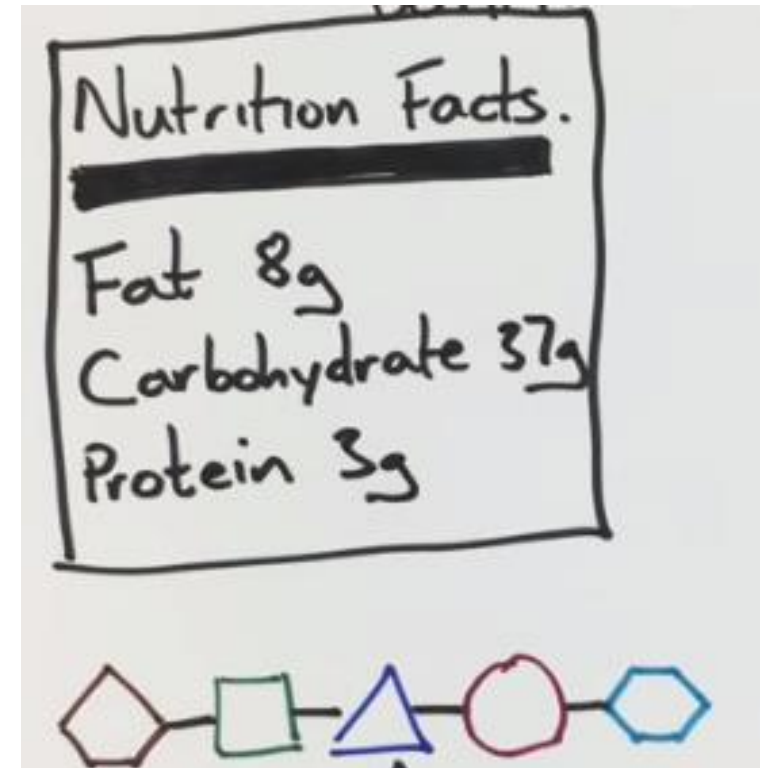 Nutrition Facts.
Fat 8g
Carbohydrate 37g
Protein 3g